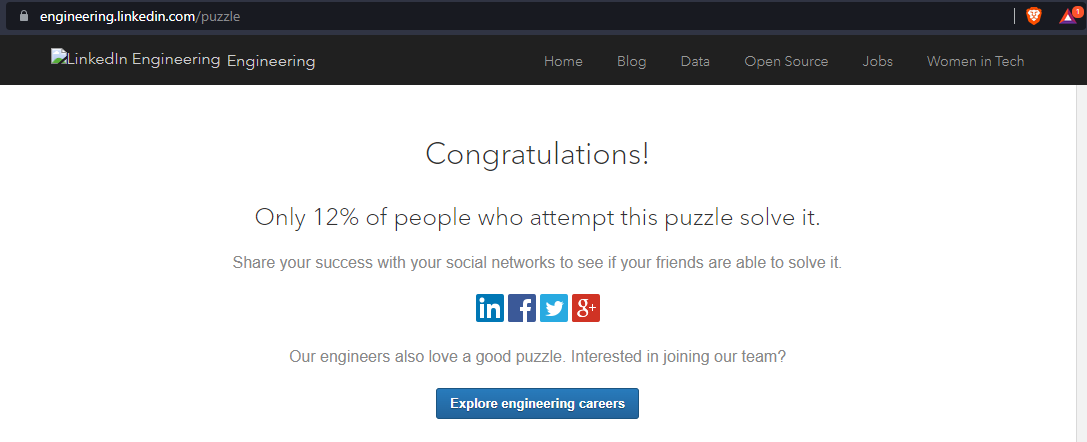 engineering.linkedin.com/puzzle
1
LinkedIn Engineering Engineering Home Blog Data Open Source Jobs Women in Tech
Congratulations!
Only 12% of people who attempt this puzzle solve it.
Share your success with your social networks to see if your friends are able to solve it.
in f g+
Our engineers also love a good puzzle. Interested in joining our team?
Explore engineering careers